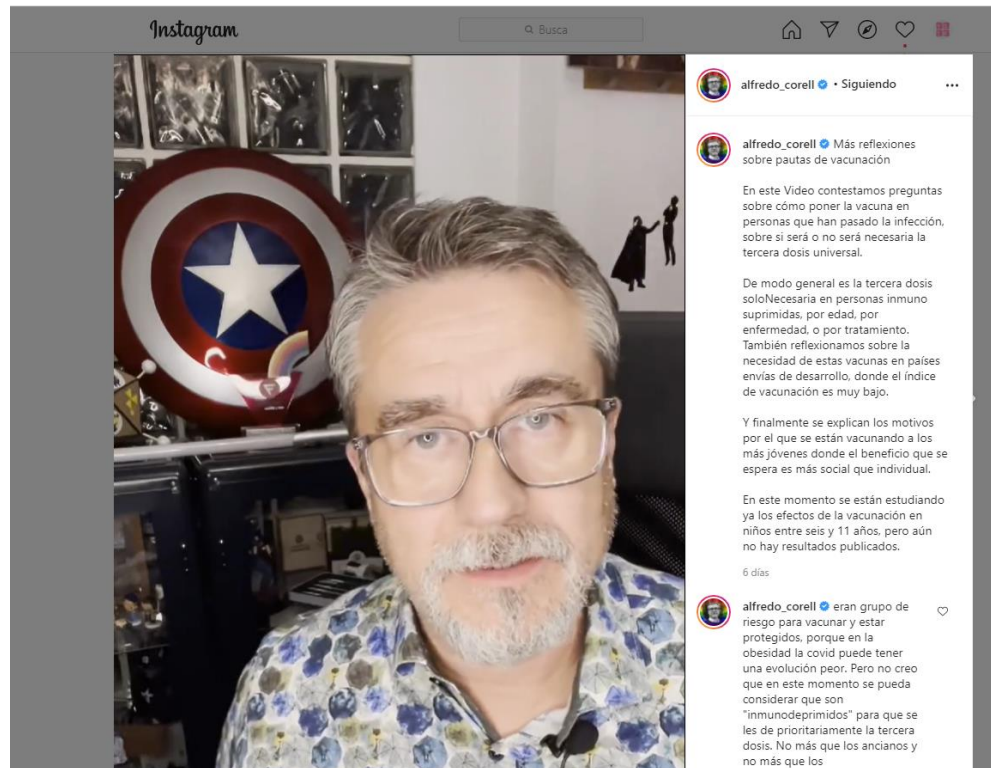 Instagram
Busca
alfredo_corell • Siguiendo
alfredo_corell Más reflexiones
sobre pautas de vacunación
En este Video contestamos preguntas
sobre cómo poner la vacuna en
personas que han pasado la infección,
sobre si será o no será necesaria la
tercera dosis universal.
De modo general es la tercera dosis
soloNecesaria en personas inmuno
suprimidas, por edad, por
enfermedad, o por tratamiento.
También reflexionamos sobre la
necesidad de estas vacunas en países
envías de desarrollo, donde el índice
de vacunación es muy bajo.
Y finalmente se explican los motivos
por el que se están vacunando a los
más jóvenes donde el beneficio que se
espera es más social que individual.
En este momento se están estudiando
ya los efectos de la vacunación en
niños entre seis y 11 años, pero aún
no hay resultados publicados.
6 días
alfredo_corell eran grupo de
riesgo para vacunar y estar
protegidos, porque en la
obesidad la covid puede tener
una evolución peor. Pero no creo
que en este momento se pueda
considerar que son
"inmunodeprimidos" para que se
les de prioritariamente la tercera
dosis. No más que los ancianos y
no más que los